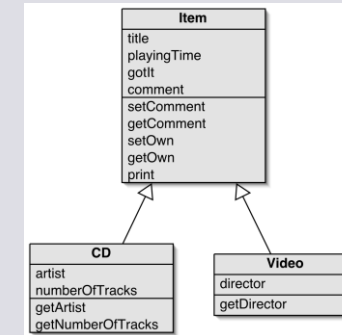 Item
title
playingTime
gotIt
comment
setComment
getComment
setOwn
getOwn
print
CD
artist
numberOfTracks
getArtist
getNumberOfTracks
Video
director
getDirector